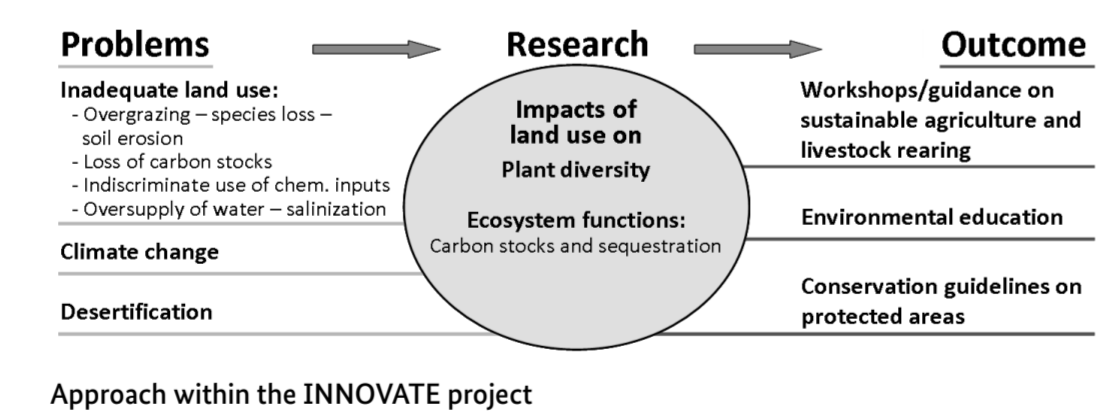 Problems
Research
Outcome
Inadequate land use:
- Overgrazing – species loss –
soil erosion
- Loss of carbon stocks
- Indiscriminate use of chem. inputs
- Oversupply of water – salinization
Climate change
Desertification
Impacts of
land use on
Plant diversity
Ecosystem functions:
Carbon stocks and sequestration
Workshops/guidance on
sustainable agriculture and
livestock rearing
Environmental education
Conservation guidelines on
protected areas
Approach within the INNOVATE project